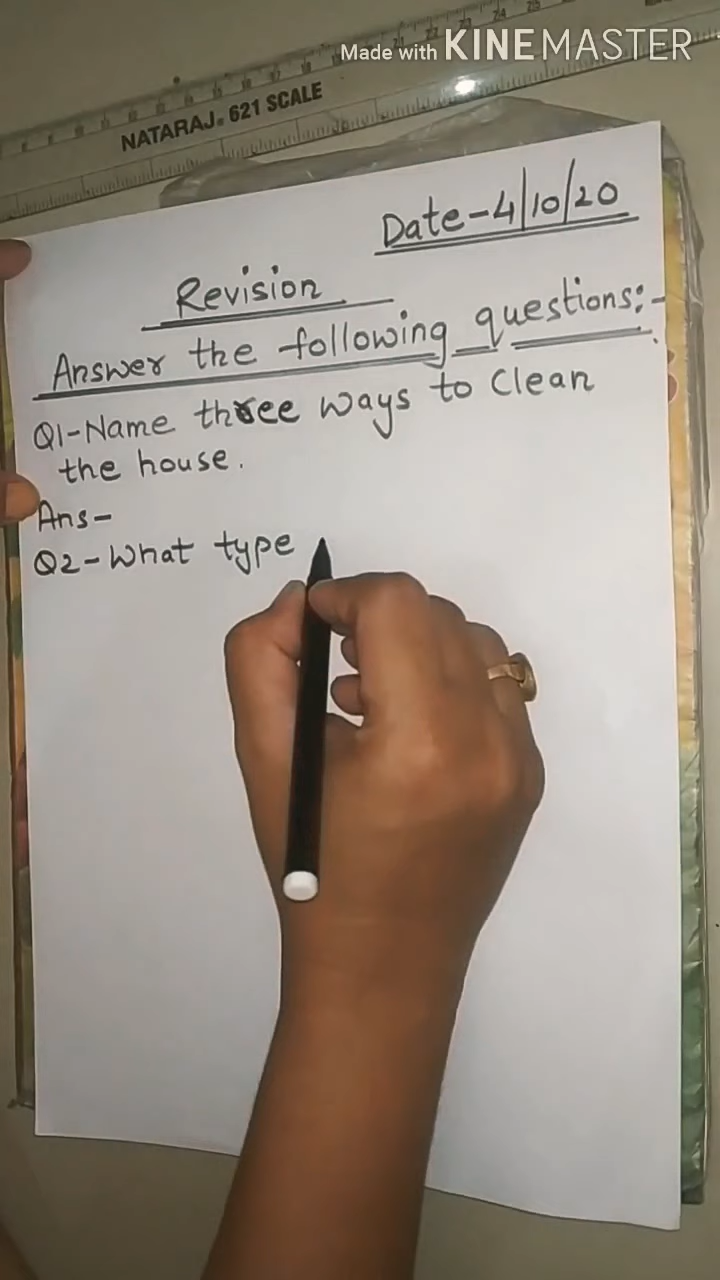 Made with KINEMASTER
NATARAJ 621 SCALE
Date-4/10/20
Revision
Answer the following questions:-
Q1-Name three ways to Clean
the house.
Ans-
Q2-What type